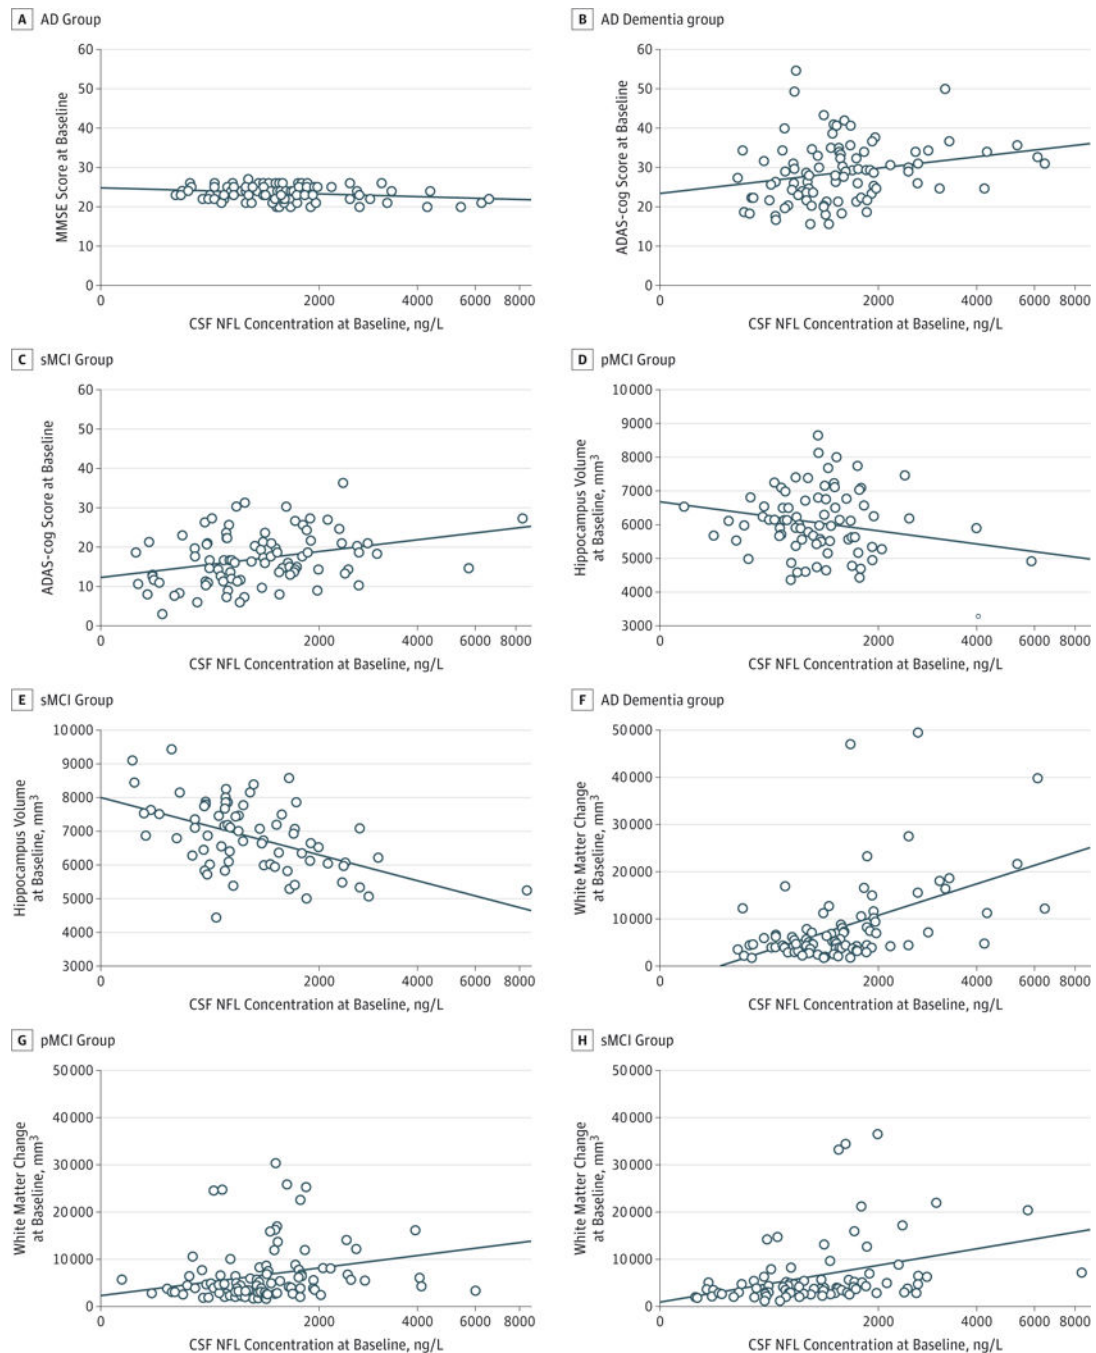 A AD Group
60
50
40
30
20
10
0
MMSE Score at Baseline
0 2000 4000 6000 8000
CSF NFL Concentration at Baseline, ng/L
B AD Dementia group
60
50
40
30
20
10
0
ADAS-cog Score at Baseline
0 2000 4000 6000 8000
CSF NFL Concentration at Baseline, ng/L
C sMCI Group
60
50
40
30
20
10
0
ADAS-cog Score at Baseline
0 2000 4000 6000 8000
CSF NFL Concentration at Baseline, ng/L
D pMCI Group
10000
9000
8000
7000
6000
5000
4000
3000
Hippocampus Volume
at Baseline, mm³
0 2000 4000 6000 8000
CSF NFL Concentration at Baseline, ng/L
E sMCI Group
10000
9000
8000
7000
6000
5000
4000
3000
Hippocampus Volume
at Baseline, mm³
0 2000 4000 6000 8000
CSF NFL Concentration at Baseline, ng/L
F AD Dementia group
50000
40000
30000
20000
10000
0
White Matter Change
at Baseline, mm³
0 2000 4000 6000 8000
CSF NFL Concentration at Baseline, ng/L
G pMCI Group
50000
40000
30000
20000
10000
0
White Matter Change
at Baseline, mm³
0 2000 4000 6000 8000
CSF NFL Concentration at Baseline, ng/L
H sMCI Group
50000
40000
30000
20000
10000
0
White Matter Change
at Baseline, mm³
0 2000 4000 6000 8000
CSF NFL Concentration at Baseline, ng/L